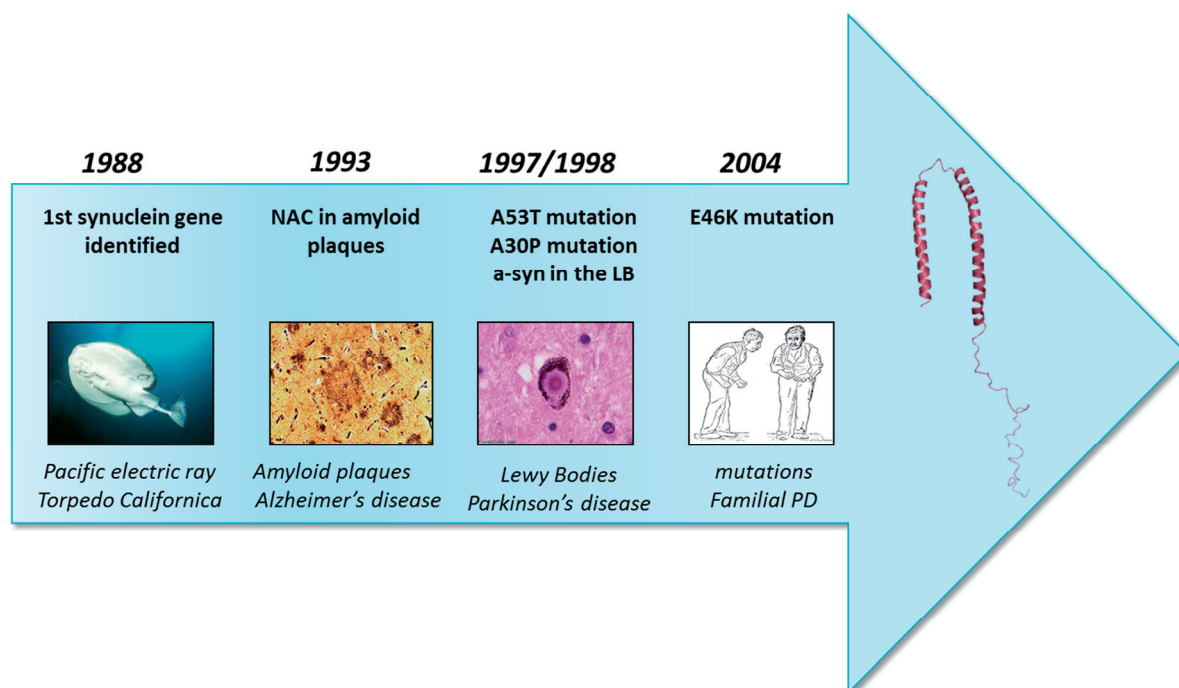 1988
1st synuclein gene
identified
Pacific electric ray
Torpedo Californica
1993
NAC in amyloid
plaques
Amyloid plaques
Alzheimer’s disease
1997/1998
A53T mutation
A30P mutation
a-syn in the LB
Lewy Bodies
Parkinson’s disease
2004
E46K mutation
mutations
Familial PD